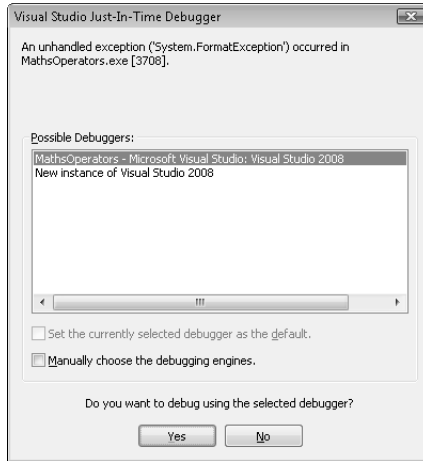 Visual Studio Just-In-Time Debugger
An unhandled exception ('System.FormatException') occurred in
MathsOperators.exe [3708].
Possible Debuggers:
MathsOperators - Microsoft Visual Studio: Visual Studio 2008
New instance of Visual Studio 2008
Set the currently selected debugger as the default.
Manually choose the debugging engines.
Do you want to debug using the selected debugger?
Yes
No